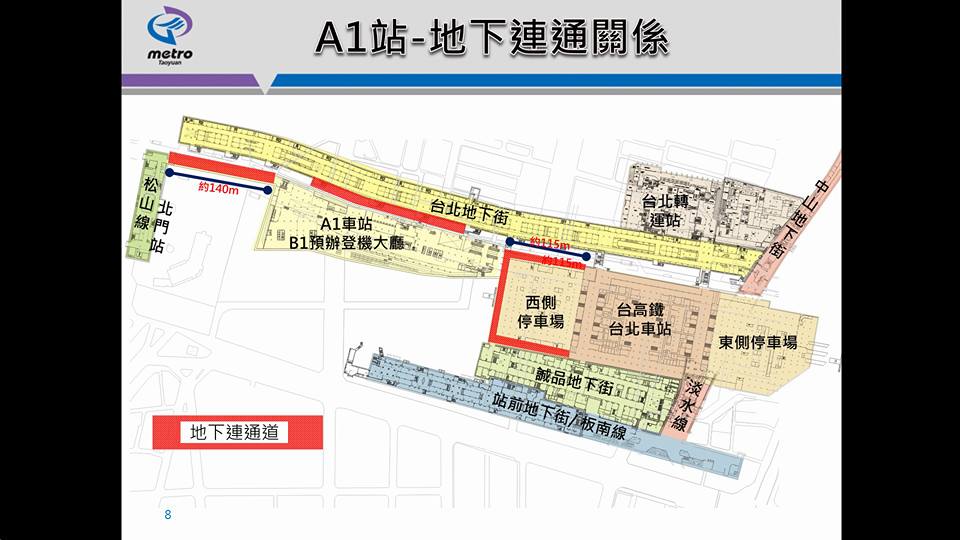 metro
Taoyuan
A1站-地下連通關係
約140m
松山線
北門站
A1車站
B1預辦登機大廳
台北地下街
台北轉
運站
中山地下街
約115m
約115m
西側
停車場
台高鐵
台北車站
東側停車場
誠品地下街
淡水線
站前地下街/板南線
地下連通道
8